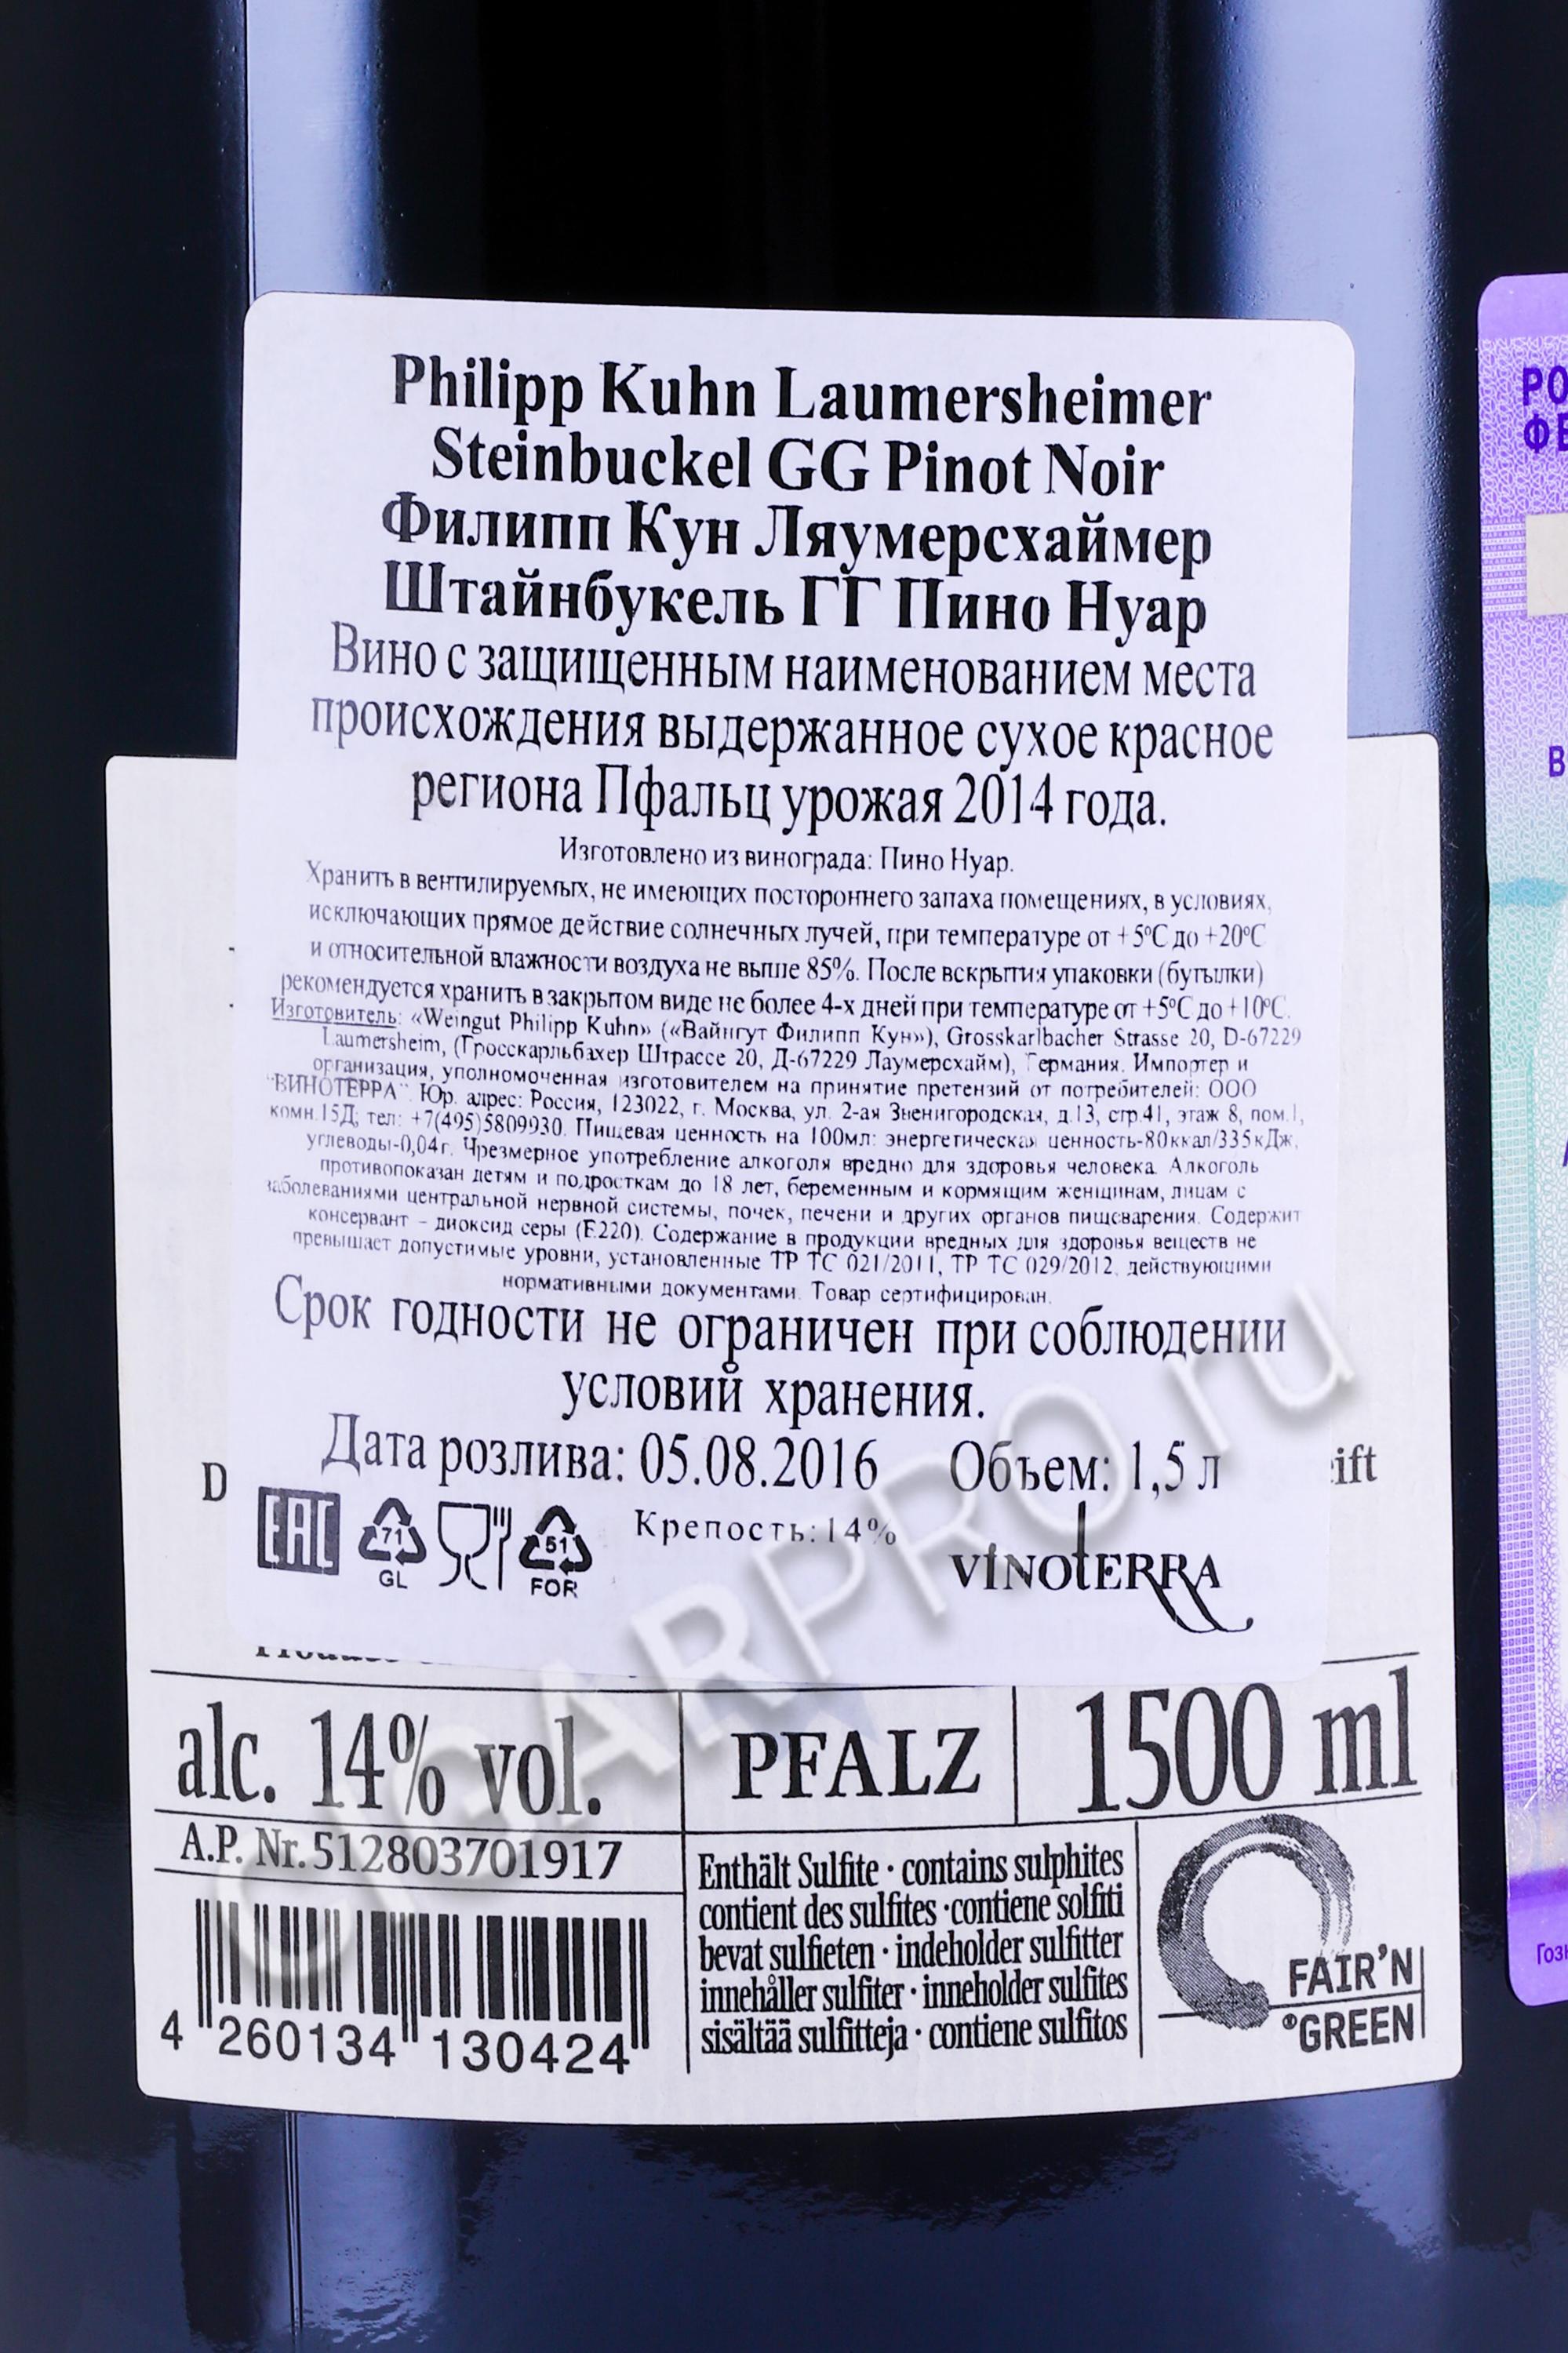 Philipp Kuhn Laumersheimer
Steinbuckel GG Pinot Noir
Филипп Кун Ляумерсхаймер
Штайнбукель ГГ Пино Нуар
Вино с защищенным наименованием места
происхождения выдержанное сухое красное
региона Пфальц урожая 2014 года.
Изготовлено из винограда: Пино Нуар.
Хранить в вентилируемых, не имеющих постороннего запаха помещениях, в условиях,
исключающих прямое действие солнечных лучей, при температуре от +5°С до +20°С
и относительной влажности воздуха не выше 85%. После вскрытия упаковки (бутылки)
рекомендуется хранить в закрытом виде не более 4-х дней при температуре от +5°С до +10°С.
Изготовитель: «Weingut Philipp Kuhn» («Вайнгут Филипп Кун»), Grosskarlbacher Strasse 20, D-67229
Laumersheim, (Гросскарльбахер Штрассе 20, Д-67229 Лаумерсхайм), Германия. Импортер и
организация, уполномоченная изготовителем на принятие претензий от потребителей: ООО
"ВИНОТЕРРА". Юр. адрес: Россия, 123022, г. Москва, ул. 2-ая Звенигородская, д.13, стр.41, этаж 8, пом.1,
комн.15Д; тел: +7(495)5809930. Пищевая ценность на 100мл: энергетическая ценность-80ккал/335кДж,
углеводы-0,04г. Чрезмерное употребление алкоголя вредно для здоровья человека. Алкоголь
противопоказан детям и подросткам до 18 лет, беременным и кормящим женщинам, лицам с
заболеваниями центральной нервной системы, почек, печени и других органов пищеварения. Содержит
консервант – диоксид серы (Е220). Содержание в продукции вредных для здоровья веществ не
превышает допустимые уровни, установленные ТР ТС 021/2011, ТР ТС 029/2012, действующими
нормативными документами. Товар сертифицирован.
Срок годности не ограничен при соблюдении
условий хранения.
Дата розлива: 05.08.2016 Объем: 1,5 л
D ift
EAC 71 GL 51 FOR Крепость:14% VINOTERRA
alc. 14% vol. PFALZ 1500 ml
A.P. Nr. 512803701917
Enthält Sulfite · contains sulphites
contient des sulfites ·contiene solfiti
bevat sulfieten · indeholder sulfitter
innehåller sulfiter · inneholder sulfites
sisältää sulfitteja · contiene sulfitos
FAIR'N
GREEN
4 260134 130424
CIGARPRO.ru
РО
ФЕ
В
Гозн